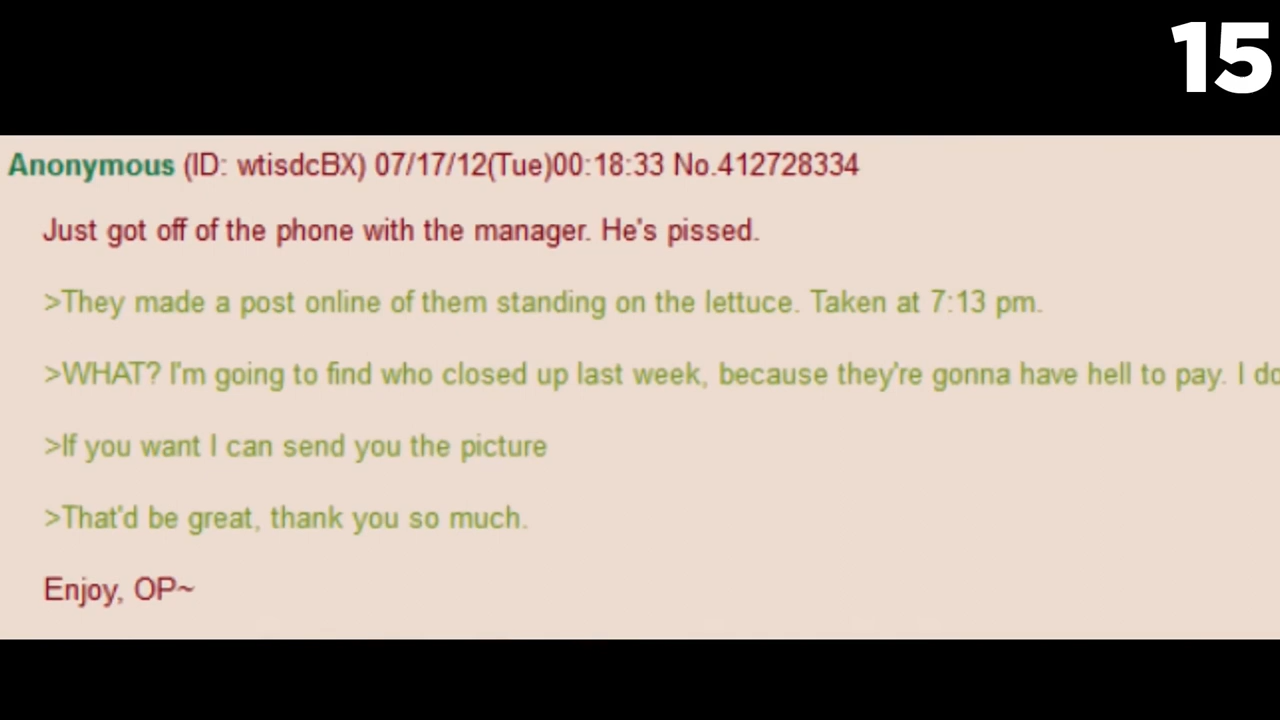 15
Anonymous (ID: wtisdcBX) 07/17/12(Tue)00:18:33 No.412728334
Just got off of the phone with the manager. He's pissed.
>They made a post online of them standing on the lettuce. Taken at 7:13 pm.
>WHAT? I'm going to find who closed up last week, because they're gonna have hell to pay. I do
>If you want I can send you the picture
>That'd be great, thank you so much.
Enjoy, OP~